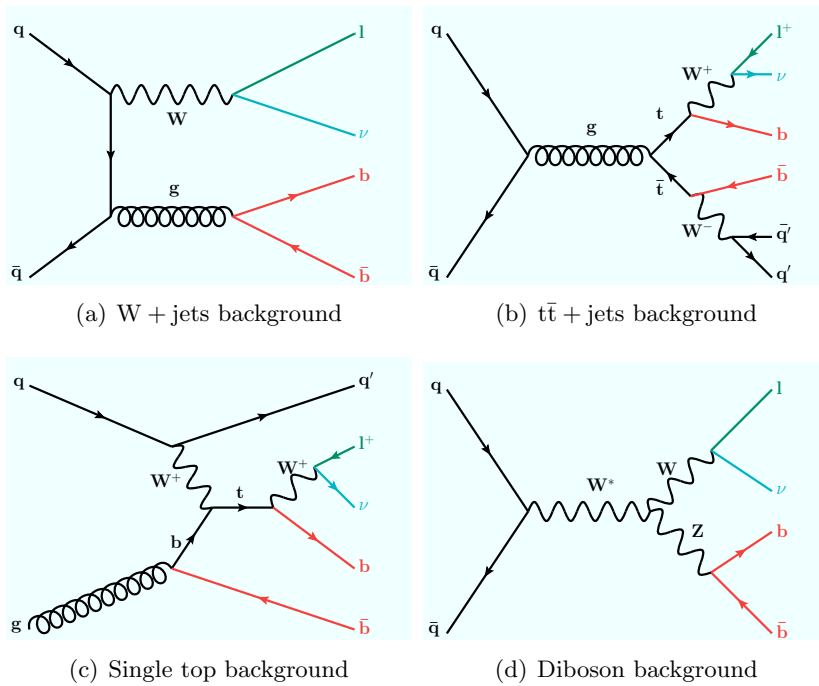 q
l
W
ν
g
b
q̄
b̄
(a) W + jets background
q
l⁺
W⁺
ν
t
g
b
b̄
t̄
W⁻
q̄′
q̄
q′
(b) tt̄ + jets background
q
q′
l⁺
W⁺
W⁺
t
ν
b
b
g
b̄
(c) Single top background
q
l
W
W*
ν
Z
b
q̄
b̄
(d) Diboson background